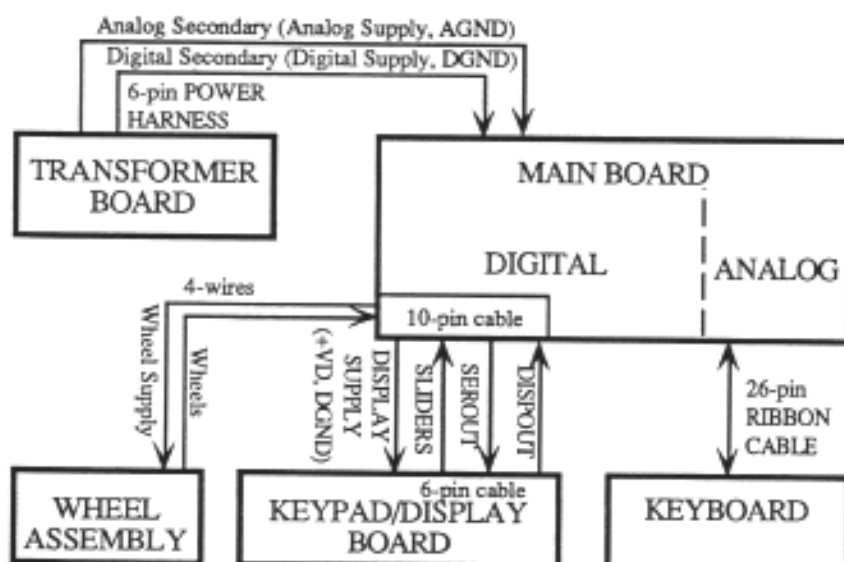 Analog Secondary (Analog Supply, AGND)
Digital Secondary (Digital Supply, DGND)
6-pin POWER
HARNESS
TRANSFORMER
BOARD
MAIN BOARD
DIGITAL
ANALOG
4-wires
10-pin cable
Wheel Supply
Wheels
DISPLAY
SUPPLY
(+VD, DGND)
SLIDERS
SEROUT
DISPOUT
26-pin
RIBBON
CABLE
WHEEL
ASSEMBLY
6-pin cable
KEYPAD/DISPLAY
BOARD
KEYBOARD